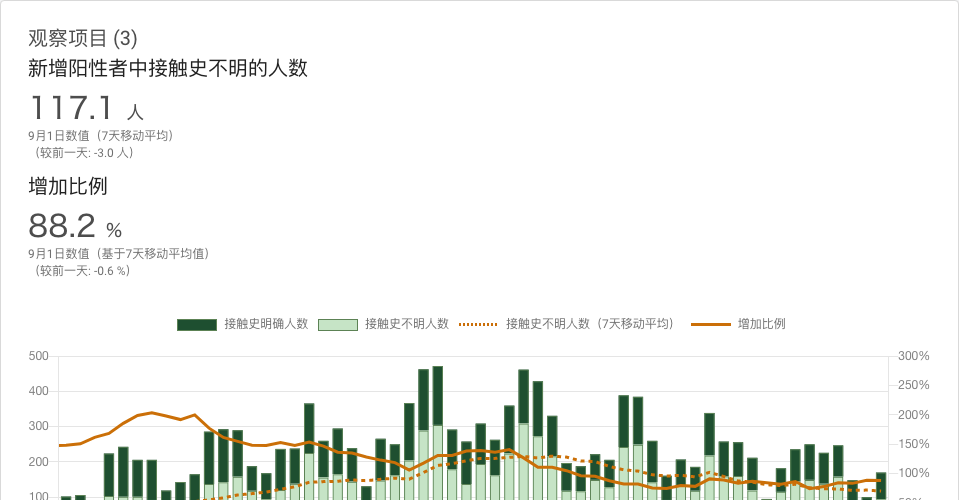 观察项目 (3)
新增阳性者中接触史不明的人数
117.1 人
9月1日数值（7天移动平均）
（较前一天: -3.0 人）
增加比例
88.2 %
9月1日数值（基于7天移动平均值）
（较前一天: -0.6 %）
接触史明确人数 接触史不明人数 接触史不明人数（7天移动平均） 增加比例
500 300%
250%
400
200%
300
150%
200
100%
100